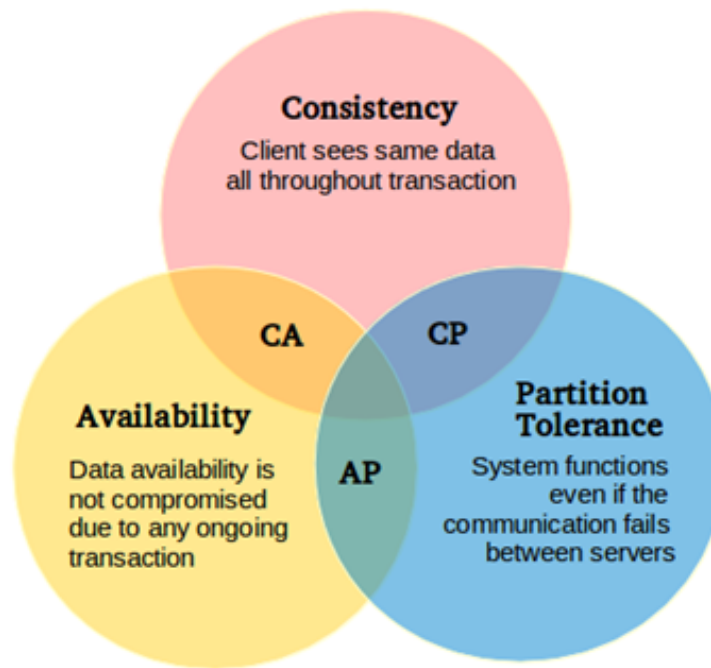 Consistency
Client sees same data
all throughout transaction
CA
CP
Availability
Data availability is
not compromised
due to any ongoing
transaction
AP
Partition
Tolerance
System functions
even if the
communication fails
between servers